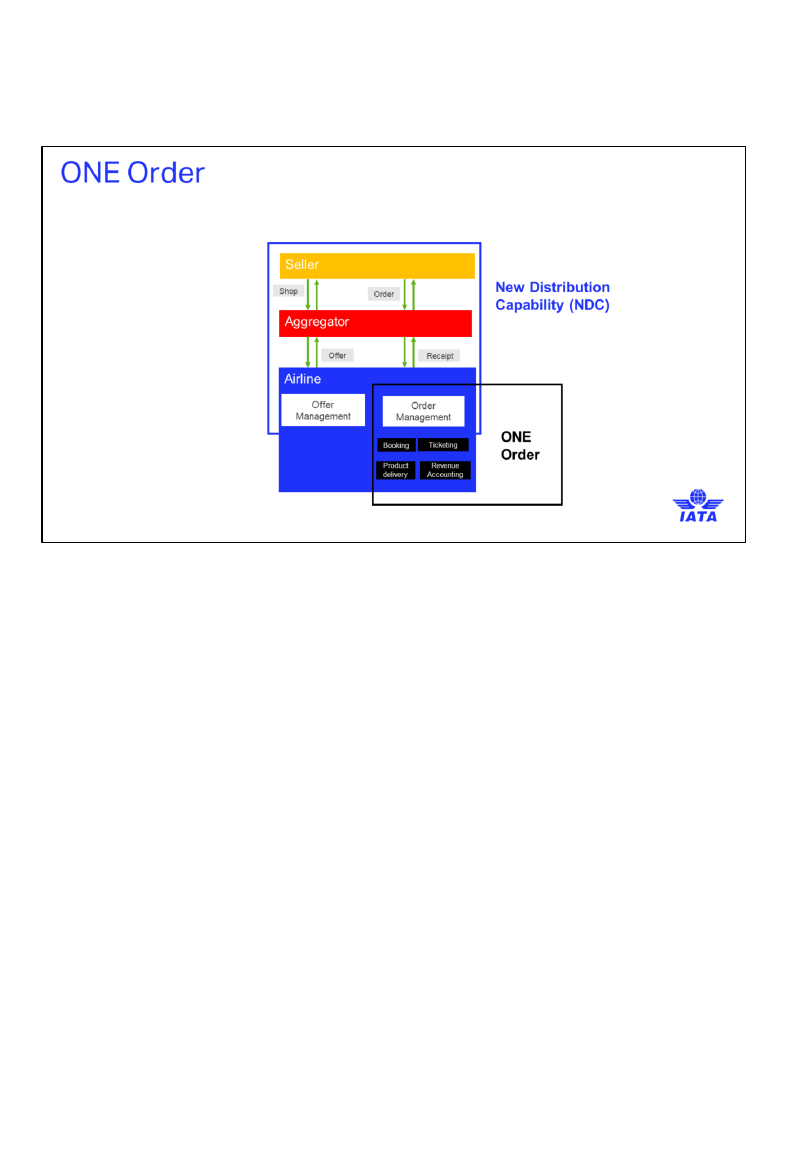 ONE Order
Seller
Shop
Order
New Distribution
Capability (NDC)
Aggregator
Offer
Receipt
Airline
Offer
Management
Order
Management
Booking
Ticketing
Product
delivery
Revenue
Accounting
ONE
Order
IATA